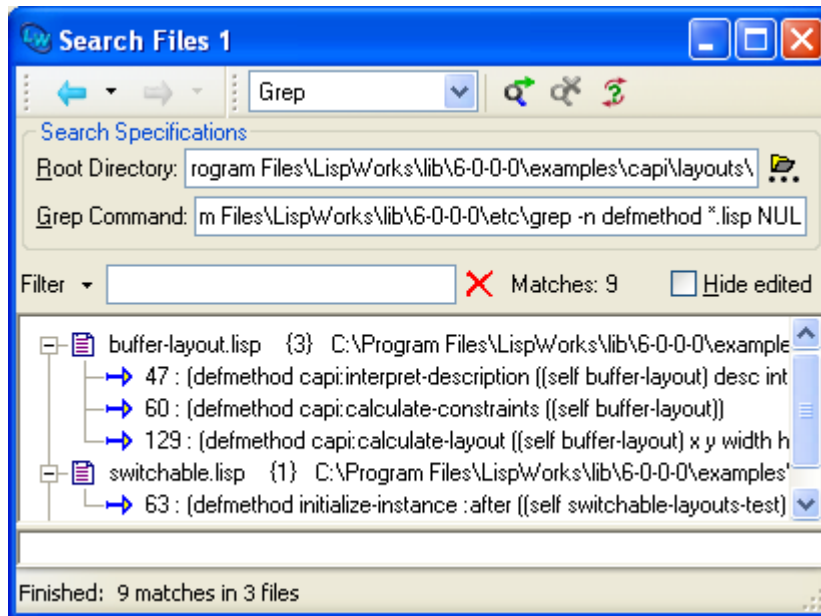 Search Files 1
Grep
Search Specifications
Root Directory: rogram Files\LispWorks\lib\6-0-0-0\examples\capi\layouts\
Grep Command: m Files\LispWorks\lib\6-0-0-0\etc\grep -n defmethod *.lisp NUL
Filter Matches: 9 Hide edited
buffer-layout.lisp {3} C:\Program Files\LispWorks\lib\6-0-0-0\example
47 : (defmethod capi:interpret-description ((self buffer-layout) desc int
60 : (defmethod capi:calculate-constraints ((self buffer-layout))
129 : (defmethod capi:calculate-layout ((self buffer-layout) x y width h
switchable.lisp {1} C:\Program Files\LispWorks\lib\6-0-0-0\examples'
63 : (defmethod initialize-instance :after ((self switchable-layouts-test)
Finished: 9 matches in 3 files